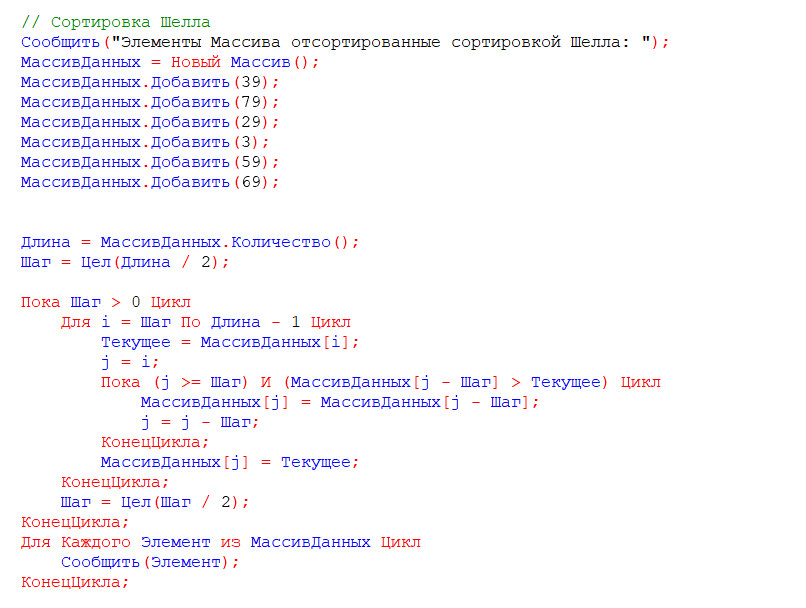 // Сортировка Шелла
Сообщить("Элементы Массива отсортированные сортировкой Шелла: ");
МассивДанных = Новый Массив();
МассивДанных.Добавить(39);
МассивДанных.Добавить(79);
МассивДанных.Добавить(29);
МассивДанных.Добавить(3);
МассивДанных.Добавить(59);
МассивДанных.Добавить(69);
Длина = МассивДанных.Количество();
Шаг = Цел(Длина / 2);
Пока Шаг > 0 Цикл
Для i = Шаг По Длина - 1 Цикл
Текущее = МассивДанных[i];
j = i;
Пока (j >= Шаг) И (МассивДанных[j - Шаг] > Текущее) Цикл
МассивДанных[j] = МассивДанных[j - Шаг];
j = j - Шаг;
КонецЦикла;
МассивДанных[j] = Текущее;
КонецЦикла;
Шаг = Цел(Шаг / 2);
КонецЦикла;
Для Каждого Элемент из МассивДанных Цикл
Сообщить(Элемент);
КонецЦикла;